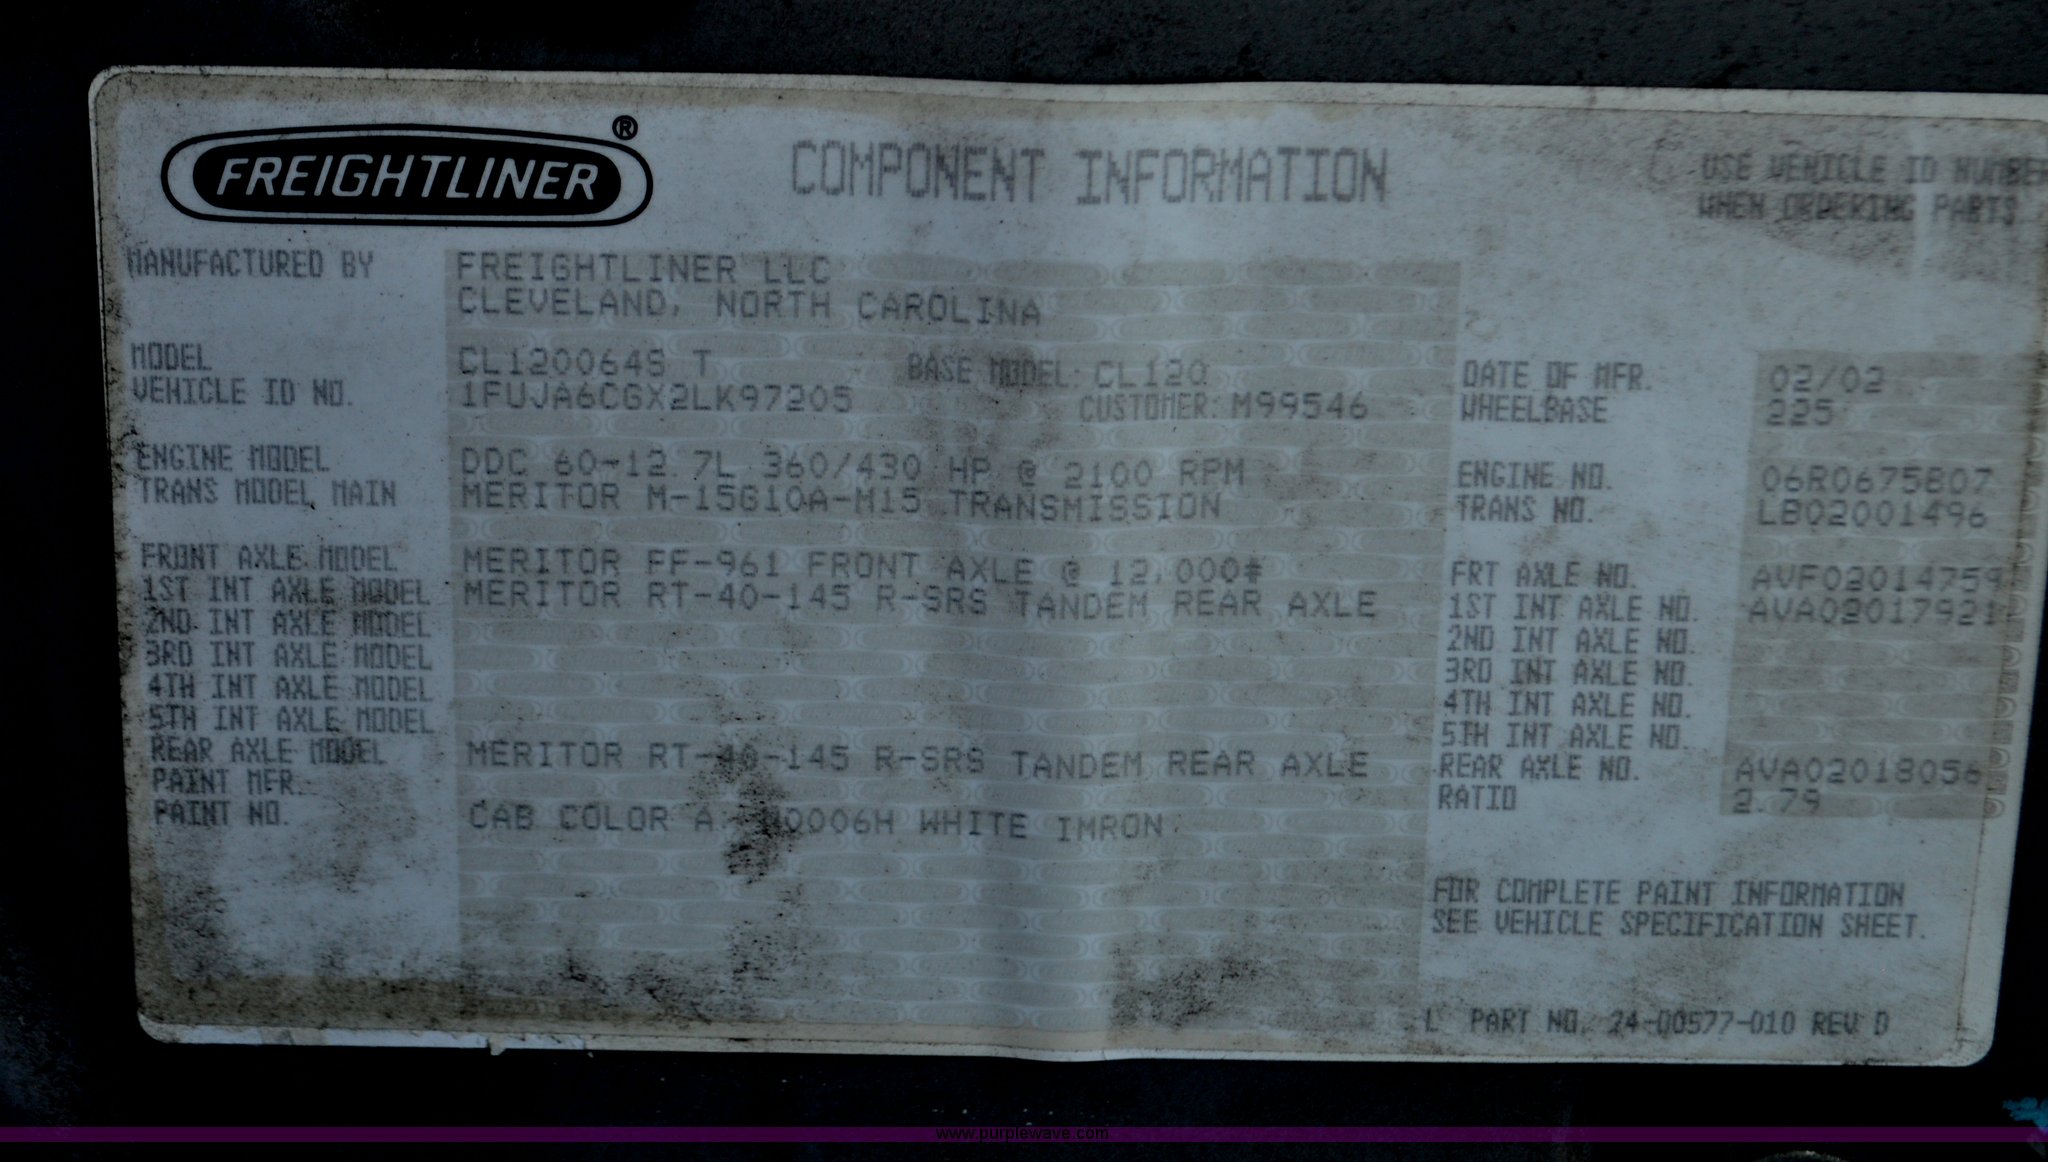 FREIGHTLINER ®
COMPONENT INFORMATION
USE VEHICLE ID NUMBER
WHEN ORDERING PARTS
MANUFACTURED BY FREIGHTLINER LLC
CLEVELAND, NORTH CAROLINA
MODEL CL120064S T BASE MODEL: CL120 DATE OF MFR. 02/02
VEHICLE ID NO. 1FUJA6CGX2LK97205 CUSTOMER: M99546 WHEELBASE 225
ENGINE MODEL DDC 60-12.7L 360/430 HP @ 2100 RPM ENGINE NO. 06R0675807
TRANS MODEL MAIN MERITOR M-15G10A-M15 TRANSMISSION TRANS NO. LB02001496
FRONT AXLE MODEL MERITOR FF-961 FRONT AXLE @ 12,000# FRT AXLE NO. AVF02014759
1ST INT AXLE MODEL MERITOR RT-40-145 R-SRS TANDEM REAR AXLE 1ST INT AXLE NO. AVA02017921
2ND INT AXLE MODEL 2ND INT AXLE NO.
3RD INT AXLE MODEL 3RD INT AXLE NO.
4TH INT AXLE MODEL 4TH INT AXLE NO.
5TH INT AXLE MODEL 5TH INT AXLE NO.
REAR AXLE MODEL MERITOR RT-40-145 R-SRS TANDEM REAR AXLE REAR AXLE NO. AVA02018056
PAINT MFR. RATIO 2.79
PAINT NO. CAB COLOR A: WHITE IMRON
FOR COMPLETE PAINT INFORMATION
SEE VEHICLE SPECIFICATION SHEET.
L PART NO. 24-00577-010 REV D
www.purplewave.com